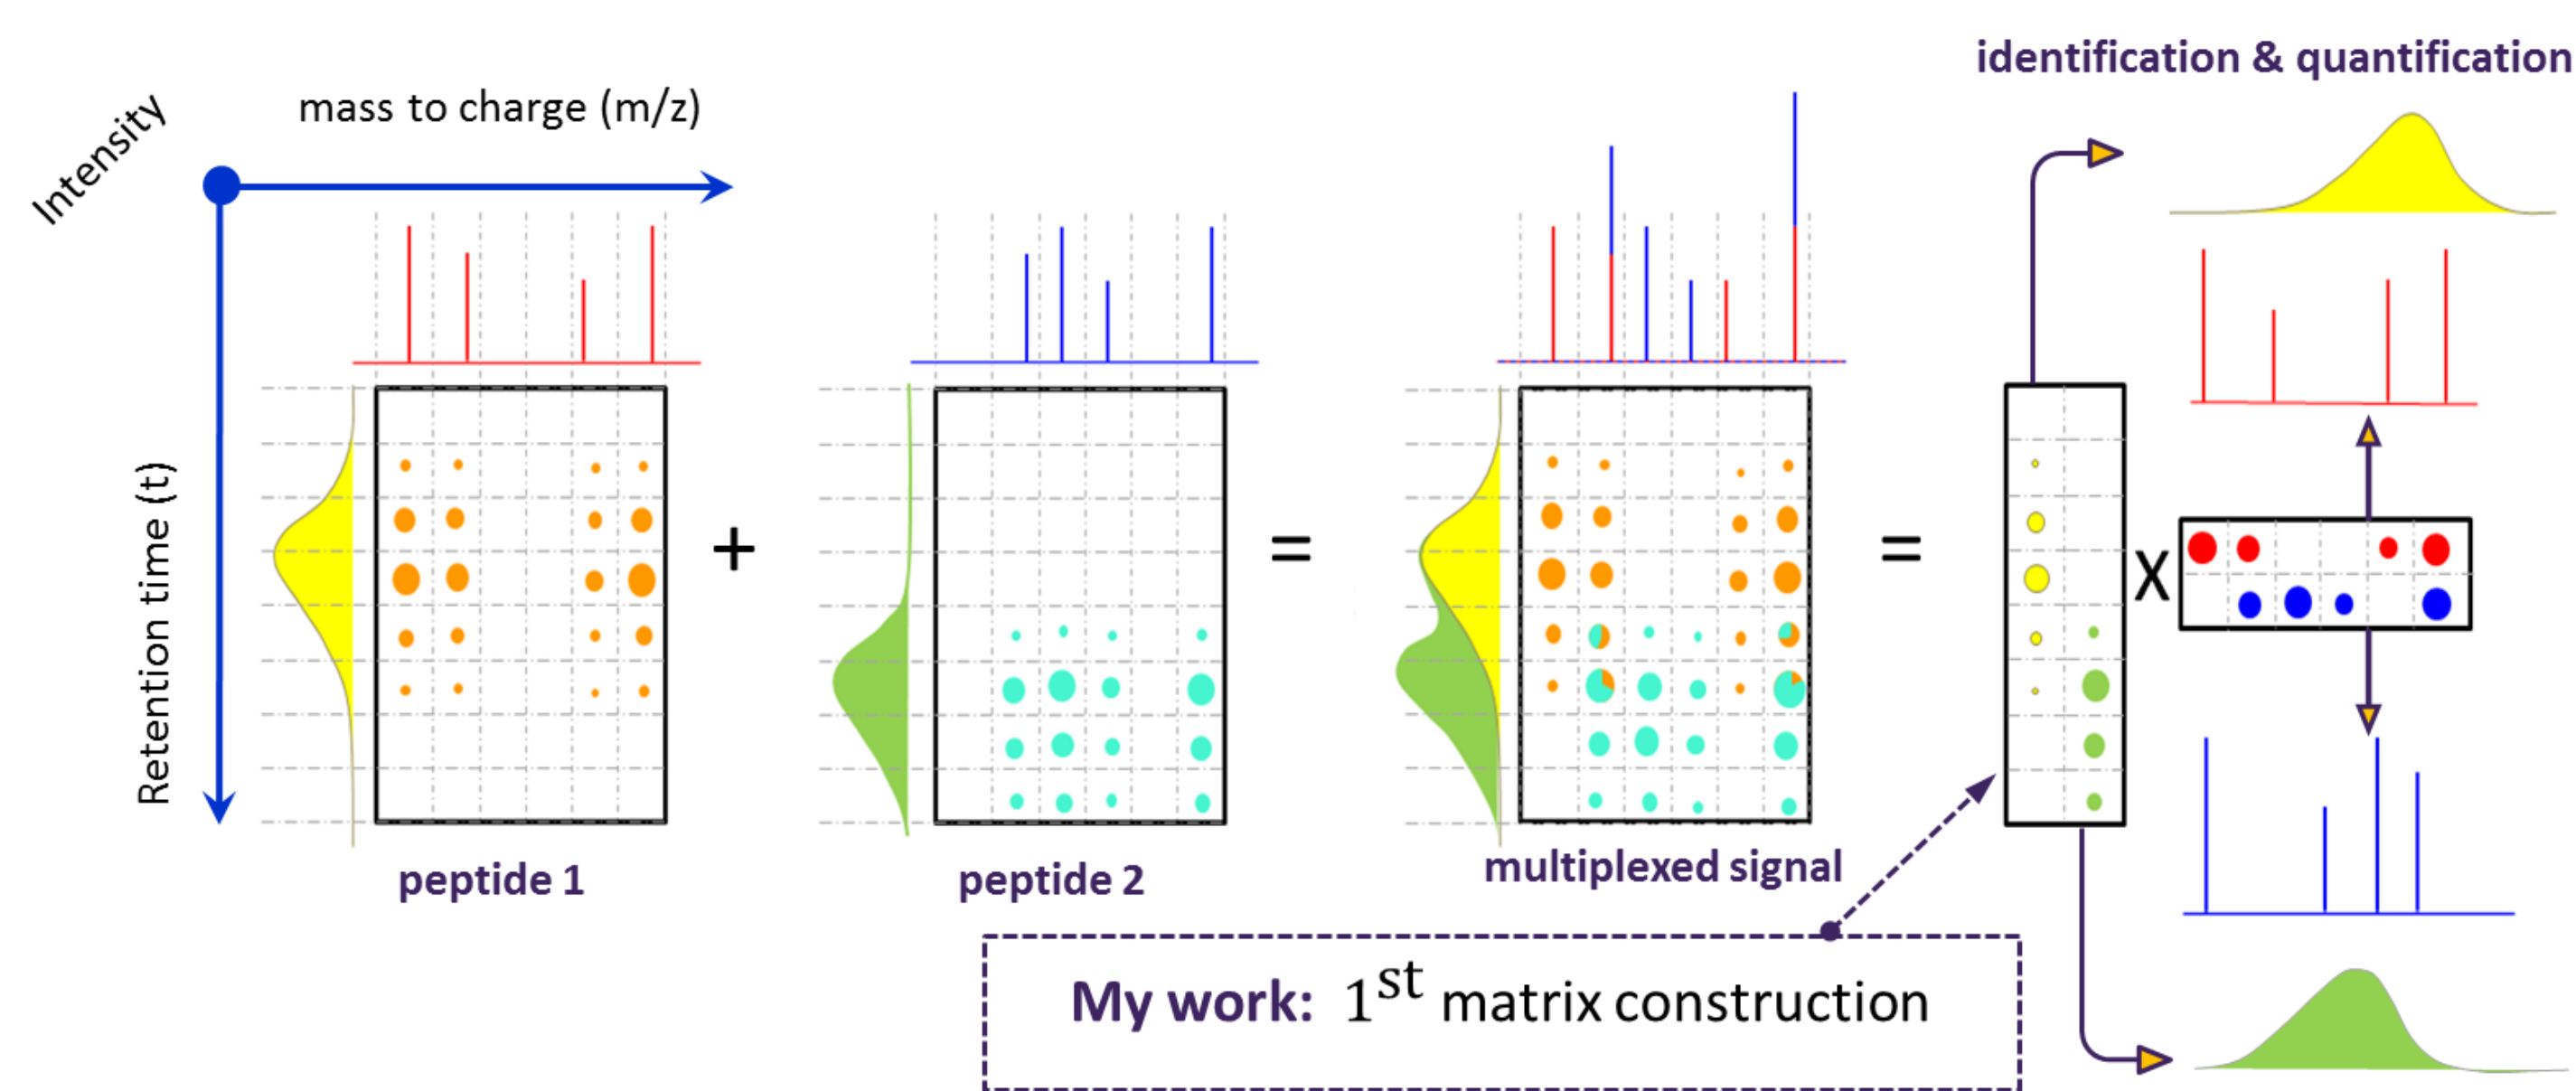 identification & quantification
mass to charge (m/z)
Intensity
Retention time (t)
+
=
=
X
peptide 1
peptide 2
multiplexed signal
My work: 1st matrix construction